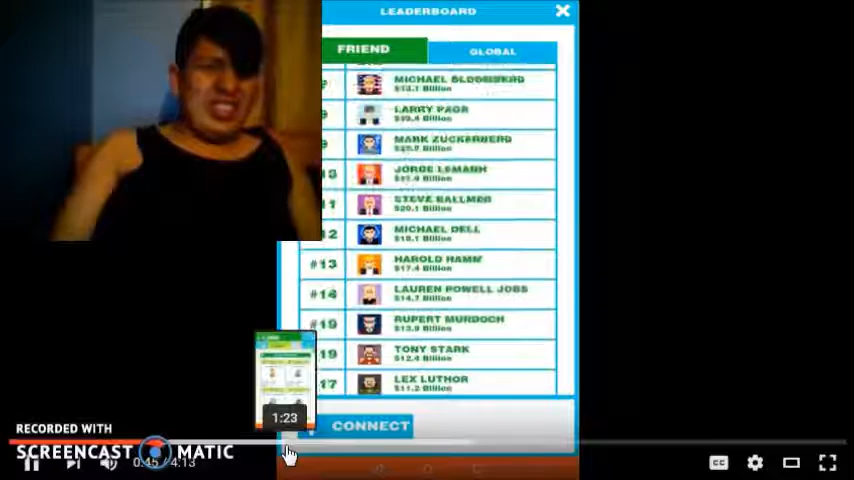 LEADERBOARD
FRIEND
GLOBAL
MICHAEL BLOOMBERG
LARRY PAGE
MARK ZUCKERBERG
JORGE LEMANN
$17.4 Billion
STEVE BALLMER
$20.1 Billion
#12
MICHAEL DELL
$18.1 Billion
#13
HAROLD HAMM
$17.4 Billion
LAUREN POWELL JOBS
$14.7 Billion
RUPERT MURDOCH
$13.9 Billion
TONY STARK
$12.4 Billion
LEX LUTHOR
$11.2 Billion
CONNECT
1:23
RECORDED WITH
SCREENCAST MATIC
0:45 / 4:13
CC